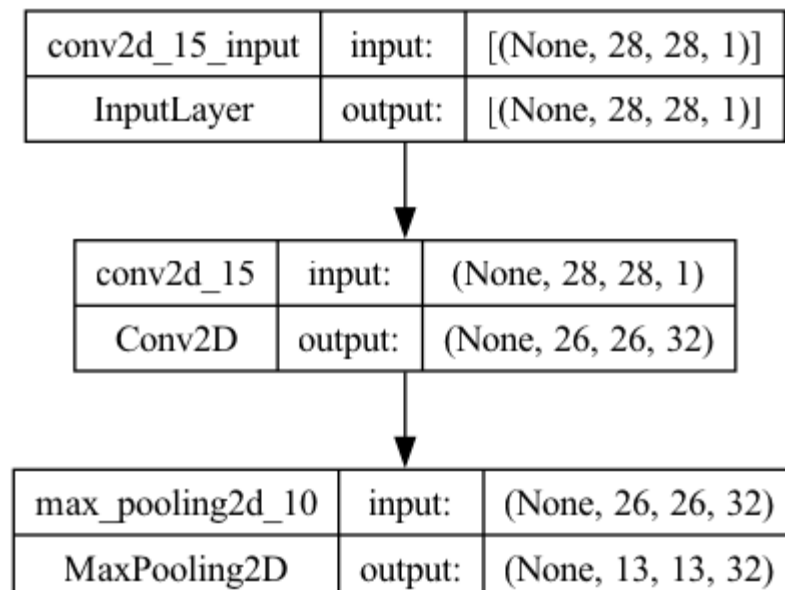 conv2d_15_input input: [(None, 28, 28, 1)]
InputLayer output: [(None, 28, 28, 1)]
conv2d_15 input: (None, 28, 28, 1)
Conv2D output: (None, 26, 26, 32)
max_pooling2d_10 input: (None, 26, 26, 32)
MaxPooling2D output: (None, 13, 13, 32)